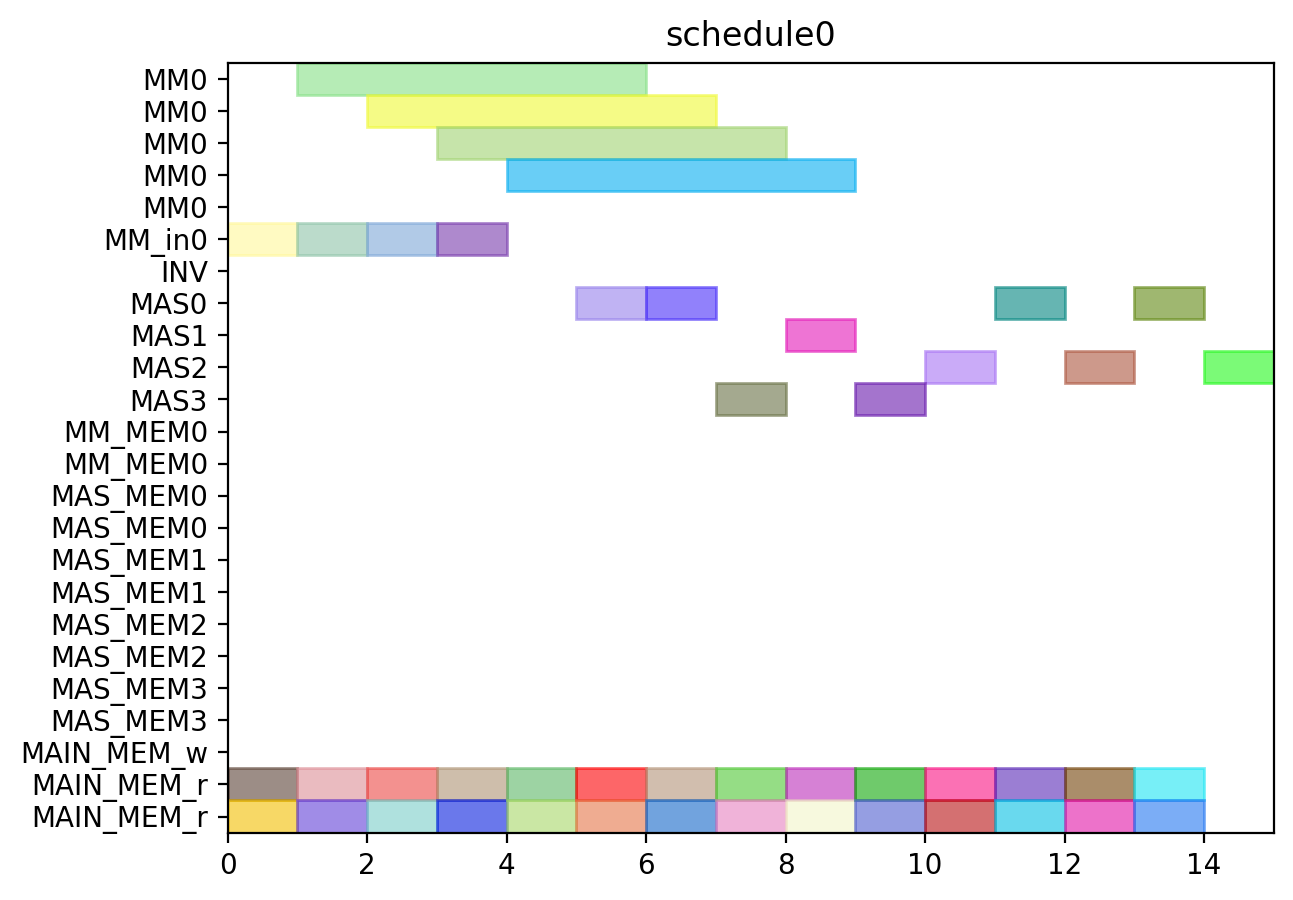 schedule0
MM0
MM0
MM0
MM0
MM0
MM_in0
INV
MAS0
MAS1
MAS2
MAS3
MM_MEM0
MM_MEM0
MAS_MEM0
MAS_MEM0
MAS_MEM1
MAS_MEM1
MAS_MEM2
MAS_MEM2
MAS_MEM3
MAS_MEM3
MAIN_MEM_w
MAIN_MEM_r
MAIN_MEM_r
0 2 4 6 8 10 12 14